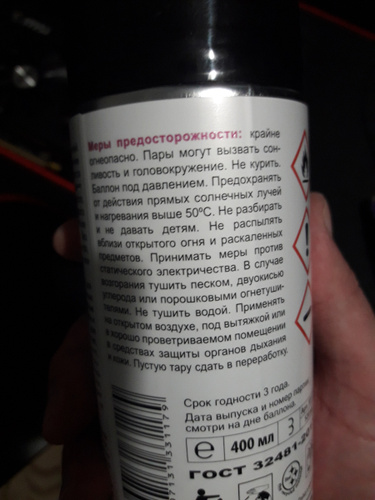 Меры предосторожности: крайне
огнеопасно. Пары могут вызвать сон-
ливость и головокружение. Не курить.
Баллон под давлением. Предохранять
от действия прямых солнечных лучей
и нагревания выше 50ºС. Не разбирать
и не давать детям. Не распылять
вблизи открытого огня и раскаленных
предметов. Принимать меры против
статического электричества. В случае
возгорания тушить песком, двуокисью
углерода или порошковыми огнетуши-
телями. Не тушить водой. Применять
на открытом воздухе, под вытяжкой или
в хорошо проветриваемом помещении
в средствах защиты органов дыхания
и кожи. Пустую тару сдать в переработку.
Срок годности 3 года.
Дата выпуска и номер партии
смотри на дне баллона.
℮ 400 мл 3
ГОСТ 32481-2